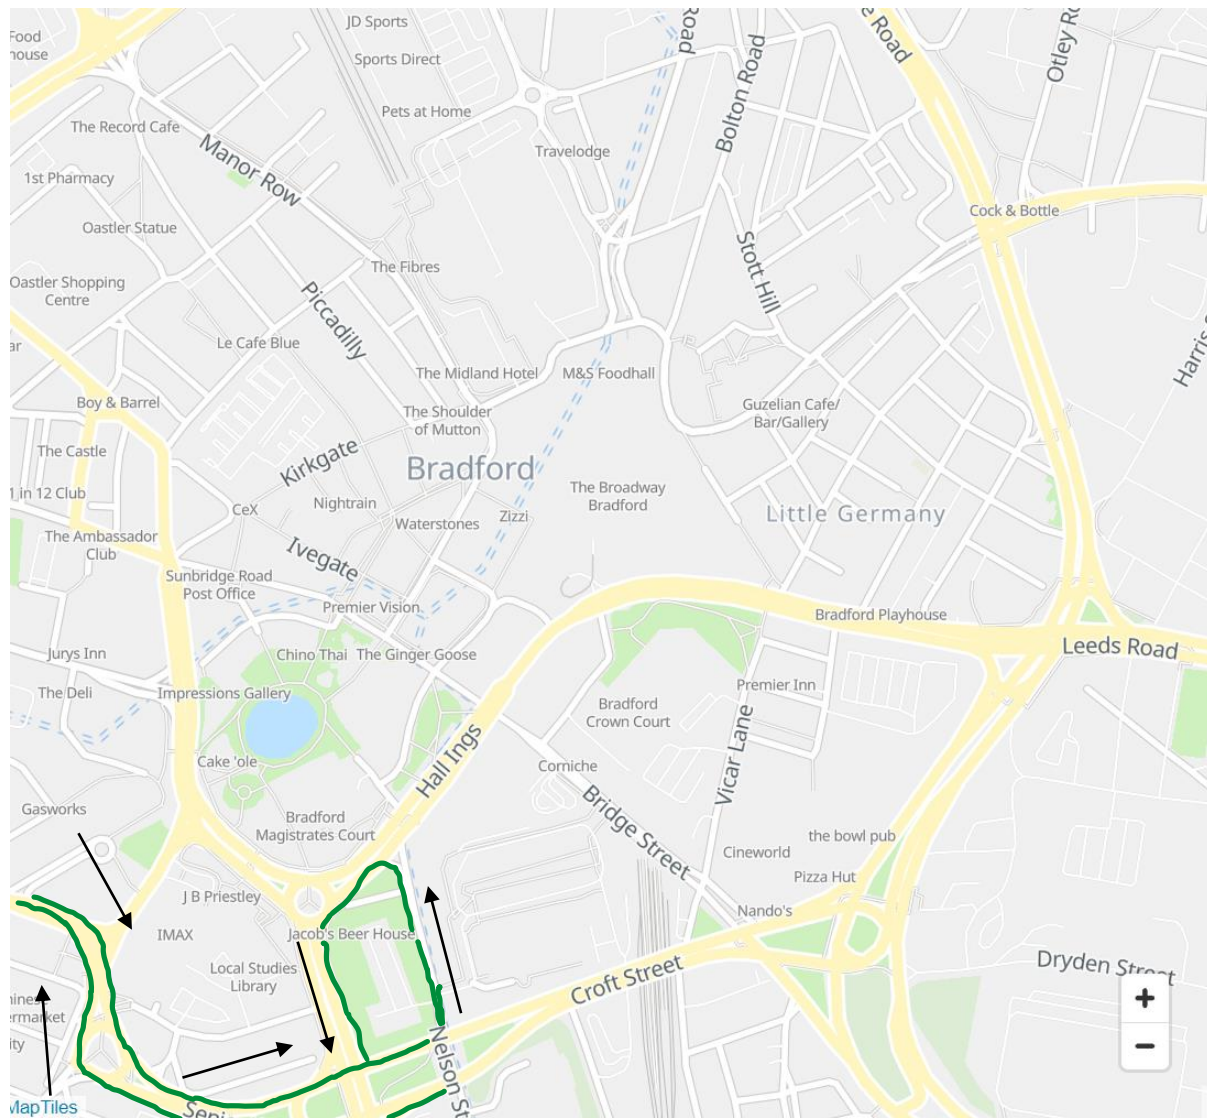 Food
house
JD Sports
Sports Direct
Road
e Road
Otley Ro
Pets at Home
The Record Cafe
Manor Row
Travelodge
Bolton Road
1st Pharmacy
Cock & Bottle
Oastler Statue
Stott Hill
The Fibres
Oastler Shopping
Centre
Piccadilly
Harris
ar
Le Cafe Blue
The Midland Hotel
M&S Foodhall
Boy & Barrel
The Shoulder
of Mutton
Guzelian Cafe/
Bar/Gallery
The Castle
Kirkgate
Bradford
1 in 12 Club
Nightrain
The Broadway
Bradford
CeX
Waterstones
Zizzi
Little Germany
The Ambassador
Club
Ivegate
Sunbridge Road
Post Office
Premier Vision
Bradford Playhouse
Leeds Road
Jurys Inn
Chino Thai
The Ginger Goose
The Deli
Impressions Gallery
Premier Inn
Bradford
Crown Court
Hall Ings
Vicar Lane
Cake 'ole
Corniche
Gasworks
Bradford
Magistrates Court
Bridge Street
the bowl pub
Cineworld
Pizza Hut
J B Priestley
Nando's
IMAX
Jacob's Beer House
Local Studies
Library
Croft Street
Dryden Street
hines
ermarket
ity
+
−
Nelson St
MapTiles
Seni